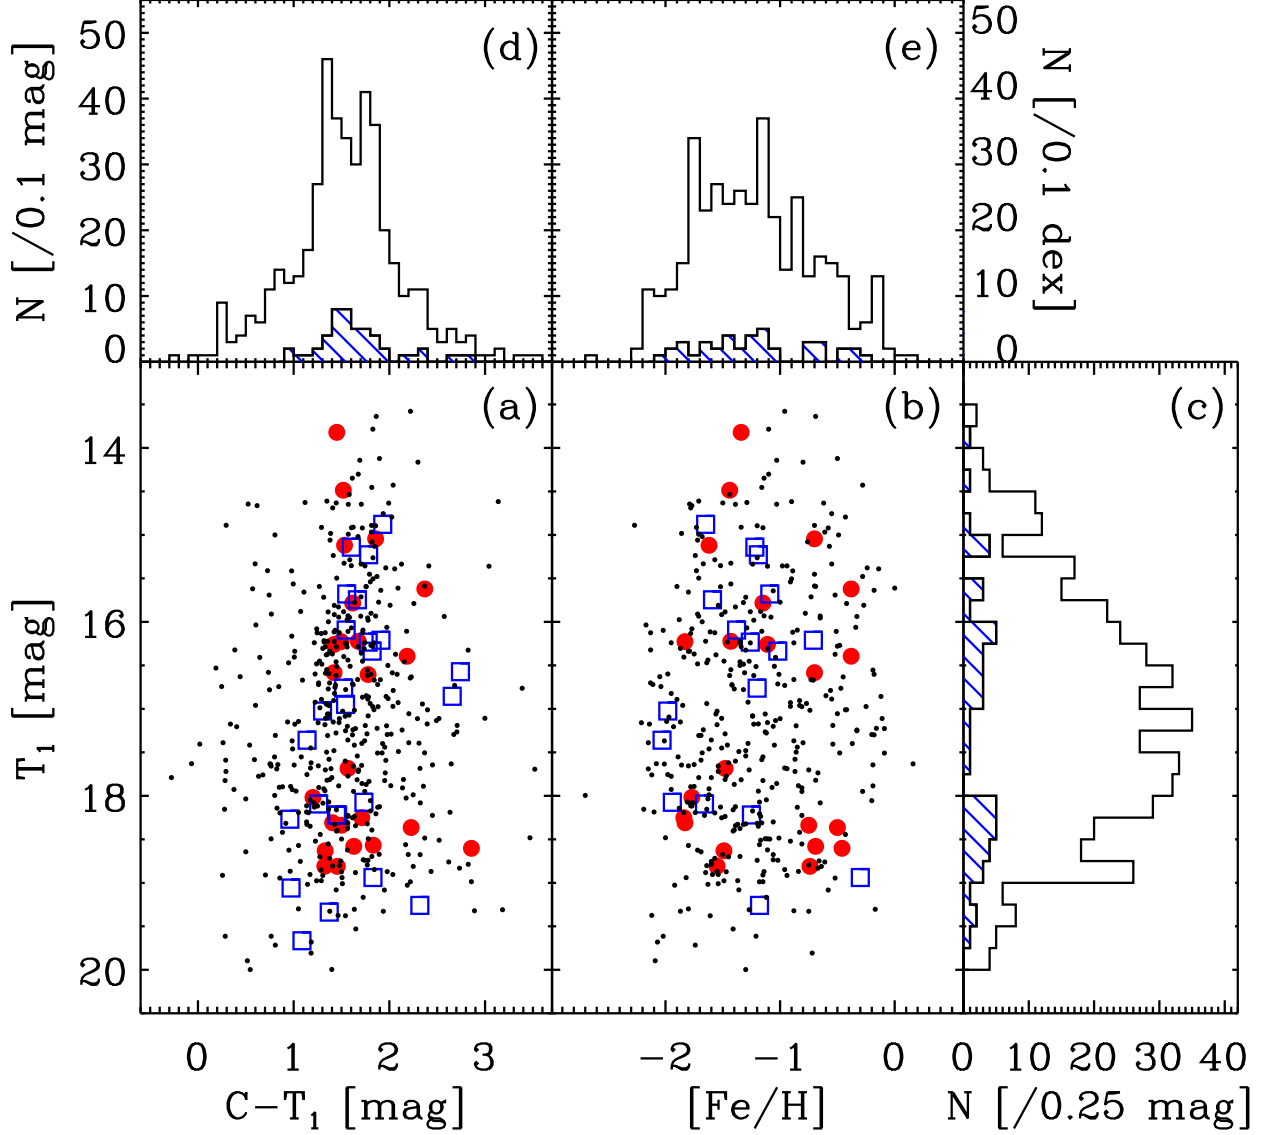 50
40
30
20
10
0
N [/0.1 mag]
(d)
(e)
50
40
30
20
10
0
N [/0.1 dex]
(a)
(b)
(c)
14
16
18
20
T1 [mag]
0 1 2 3
C−T1 [mag]
−2 −1 0
[Fe/H]
0 10 20 30 40
N [/0.25 mag]